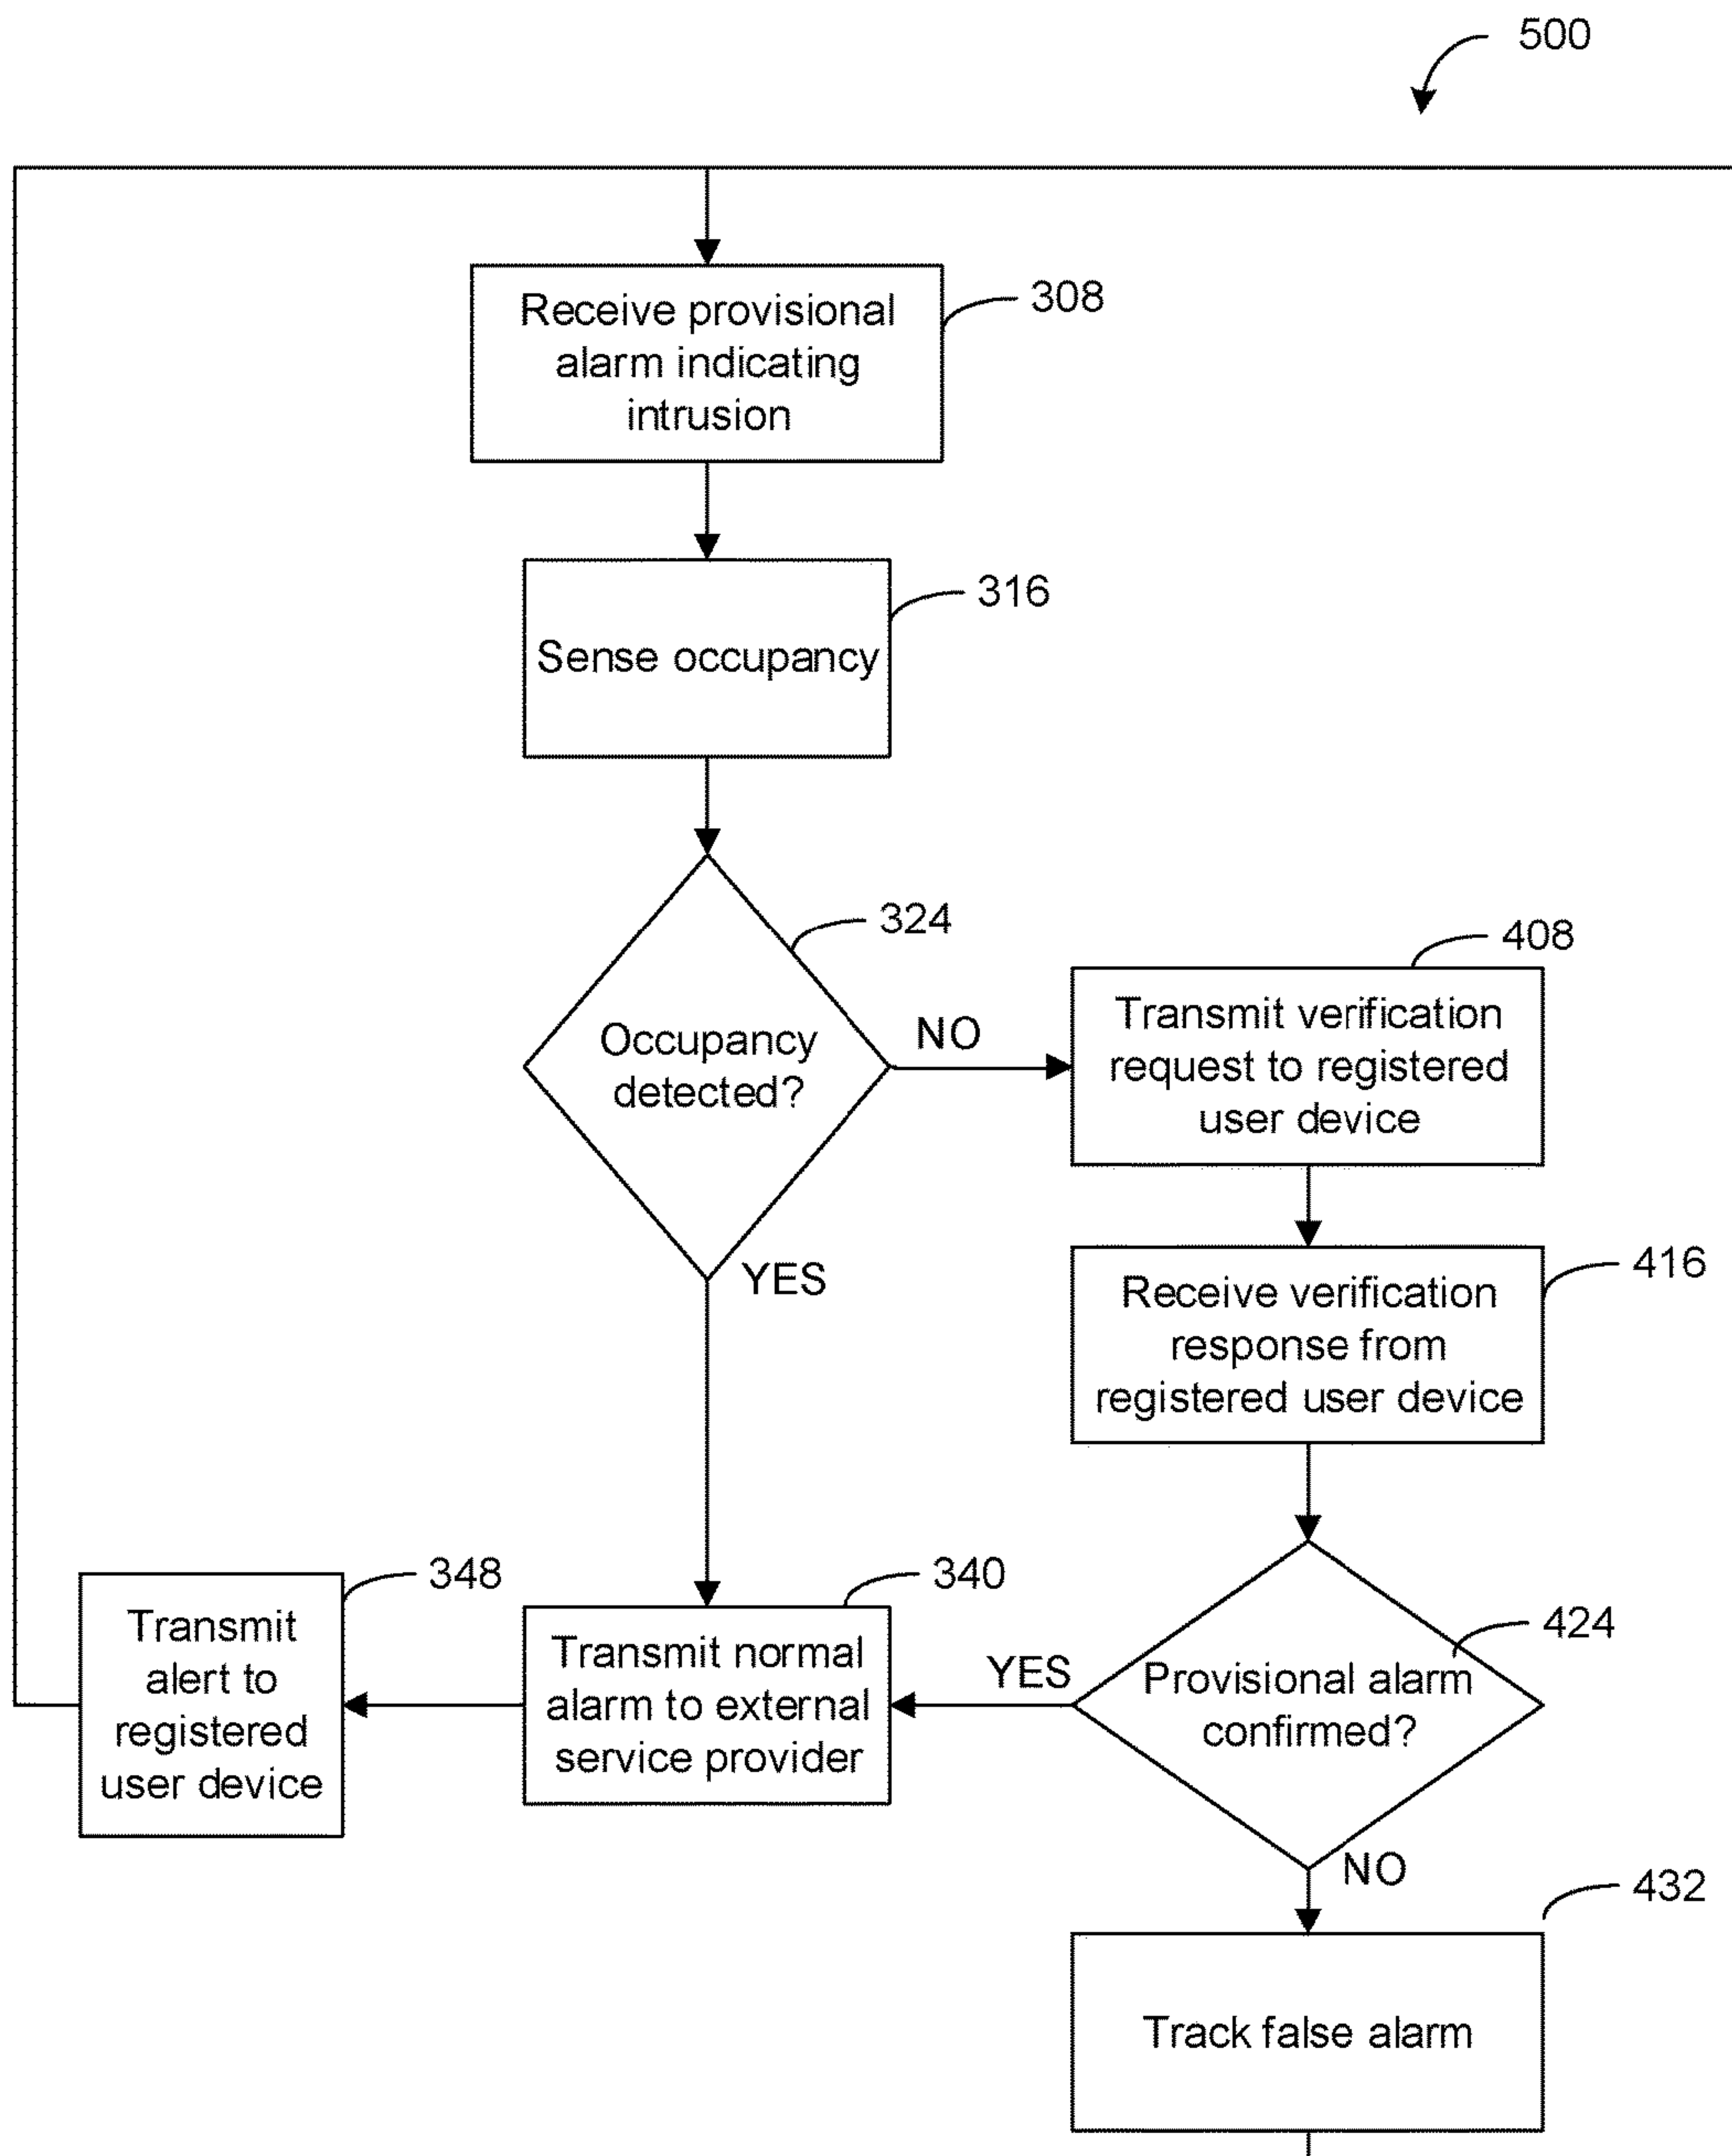 500
Receive provisional
alarm indicating
intrusion
308
Sense occupancy
316
Occupancy
detected?
324
NO
YES
Transmit verification
request to registered
user device
408
Receive verification
response from
registered user device
416
Provisional alarm
confirmed?
424
YES
NO
Transmit normal
alarm to external
service provider
340
Transmit
alert to
registered
user device
348
Track false alarm
432